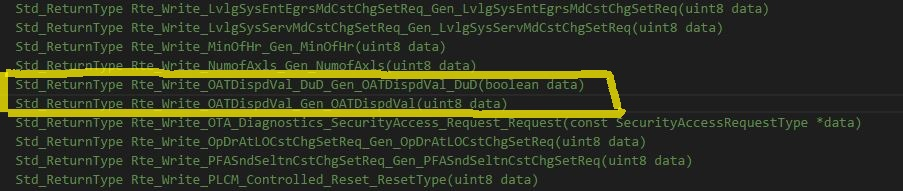 Std_ReturnType Rte_Write_LvlgSysEntEgrsMdCstChgSetReq_Gen_LvlgSysEntEgrsMdCstChgSetReq(uint8 data)
Std_ReturnType Rte_Write_LvlgSysServMdCstChgSetReq_Gen_LvlgSysServMdCstChgSetReq(uint8 data)
Std_ReturnType Rte_Write_MinOfHr_Gen_MinOfHr(uint8 data)
Std_ReturnType Rte_Write_NumofAxls_Gen_NumofAxls(uint8 data)
Std_ReturnType Rte_Write_OATDispdVal_DuD_Gen_OATDispdVal_DuD(boolean data)
Std_ReturnType Rte_Write_OATDispdVal_Gen_OATDispdVal(uint8 data)
Std_ReturnType Rte_Write_OTA_Diagnostics_SecurityAccess_Request_Request(const SecurityAccessRequestType *data)
Std_ReturnType Rte_Write_OpDrAtLOCstChgSetReq_Gen_OpDrAtLOCstChgSetReq(uint8 data)
Std_ReturnType Rte_Write_PFASndSeltnCstChgSetReq_Gen_PFASndSeltnCstChgSetReq(uint8 data)
Std_ReturnType Rte_Write_PLCM_Controlled_Reset_ResetType(uint8 data)